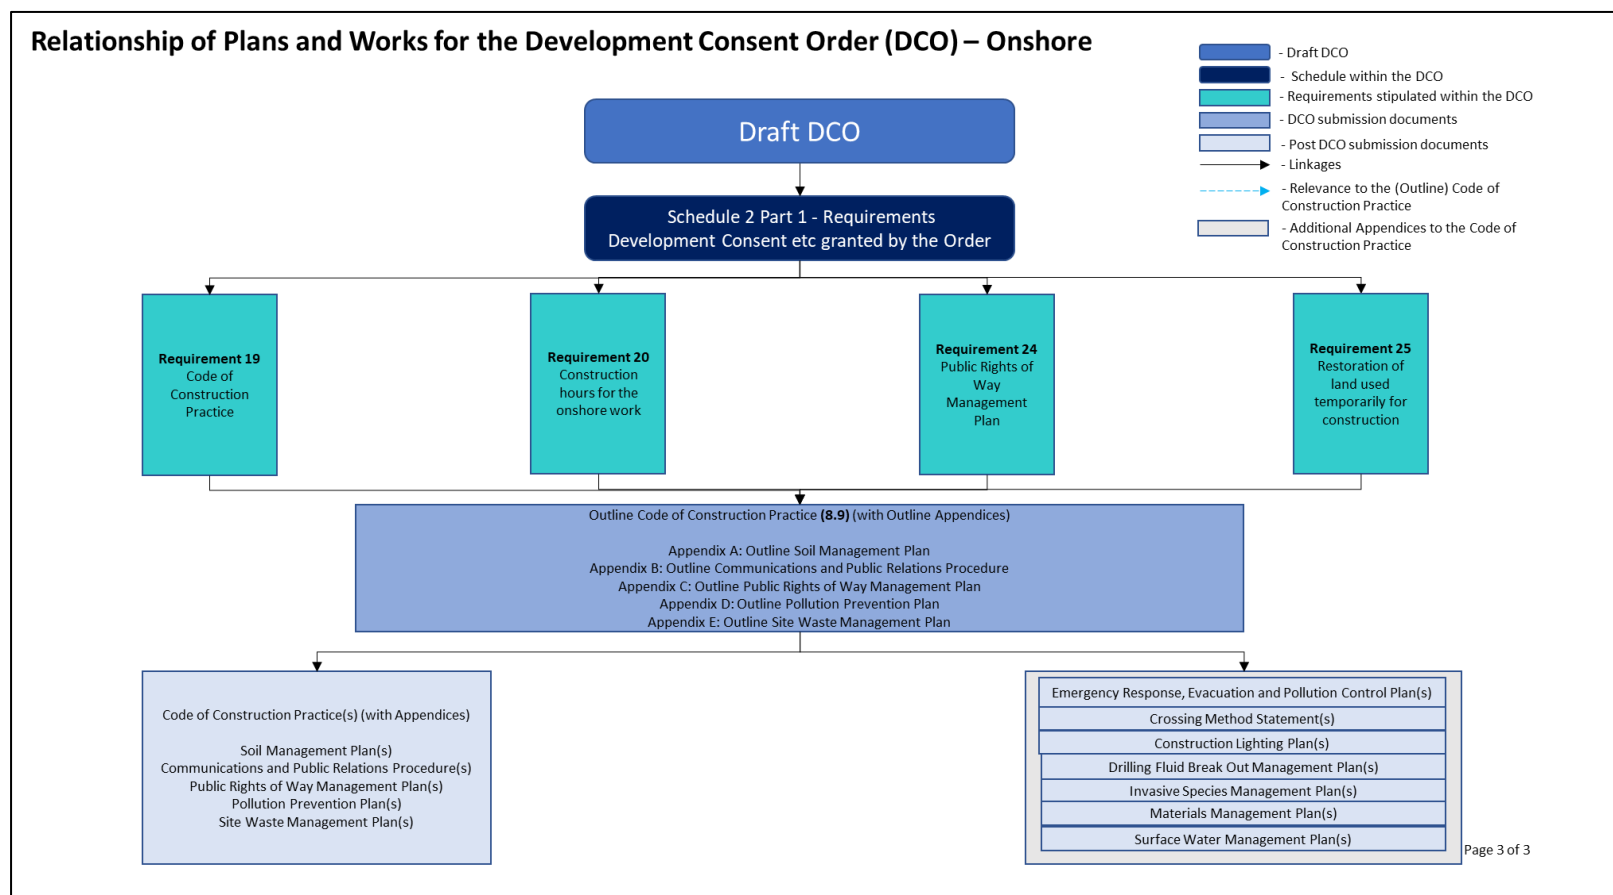 Relationship of Plans and Works for the Development Consent Order (DCO) – Onshore
- Draft DCO
- Schedule within the DCO
- Requirements stipulated within the DCO
- DCO submission documents
- Post DCO submission documents
- Linkages
- Relevance to the (Outline) Code of
Construction Practice
- Additional Appendices to the Code of
Construction Practice
Draft DCO
Schedule 2 Part 1 - Requirements
Development Consent etc granted by the Order
Requirement 19
Code of
Construction
Practice
Requirement 20
Construction
hours for the
onshore work
Requirement 24
Public Rights of
Way
Management
Plan
Requirement 25
Restoration of
land used
temporarily for
construction
Outline Code of Construction Practice (8.9) (with Outline Appendices)
Appendix A: Outline Soil Management Plan
Appendix B: Outline Communications and Public Relations Procedure
Appendix C: Outline Public Rights of Way Management Plan
Appendix D: Outline Pollution Prevention Plan
Appendix E: Outline Site Waste Management Plan
Code of Construction Practice(s) (with Appendices)
Soil Management Plan(s)
Communications and Public Relations Procedure(s)
Public Rights of Way Management Plan(s)
Pollution Prevention Plan(s)
Site Waste Management Plan(s)
Emergency Response, Evacuation and Pollution Control Plan(s)
Crossing Method Statement(s)
Construction Lighting Plan(s)
Drilling Fluid Break Out Management Plan(s)
Invasive Species Management Plan(s)
Materials Management Plan(s)
Surface Water Management Plan(s)
Page 3 of 3